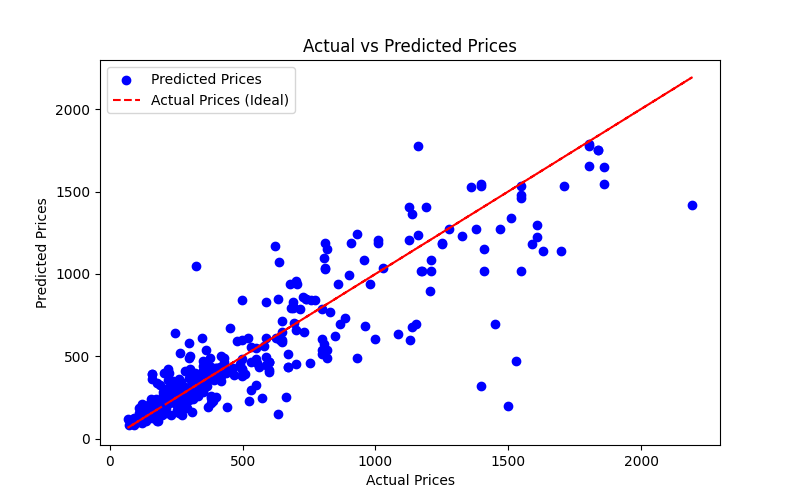 Actual vs Predicted Prices
Predicted Prices
Actual Prices (Ideal)
2000
1500
1000
500
0
Predicted Prices
0 500 1000 1500 2000
Actual Prices